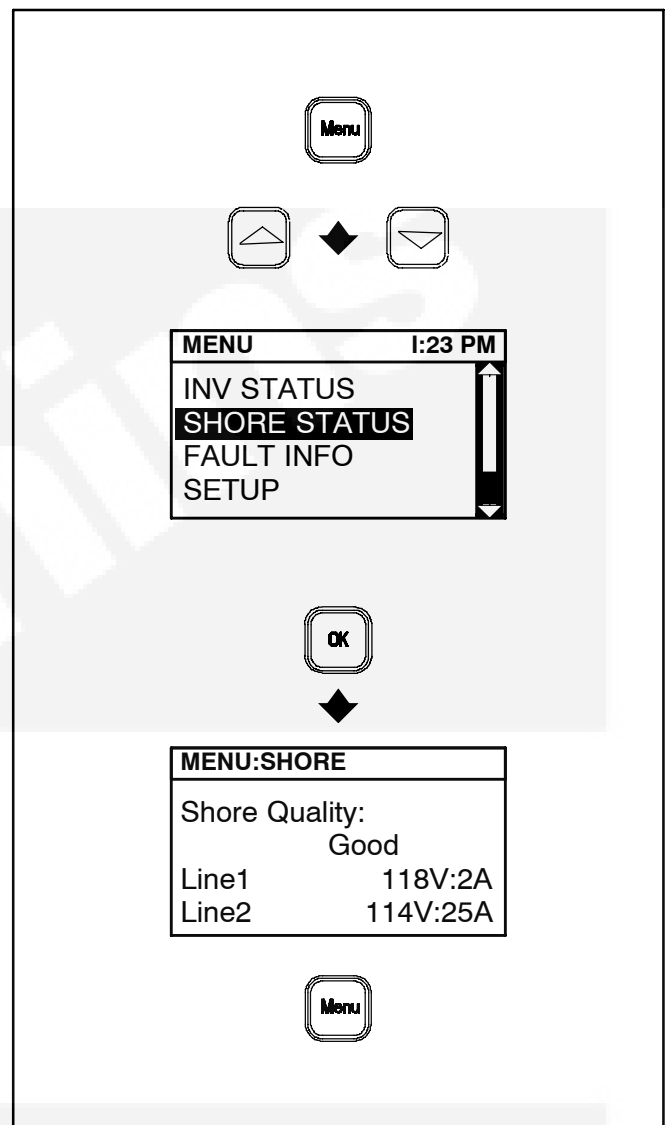 Menu
MENU I:23 PM
INV STATUS
SHORE STATUS
FAULT INFO
SETUP
OK
MENU:SHORE
Shore Quality:
Good
Line1 118V:2A
Line2 114V:25A
Menu